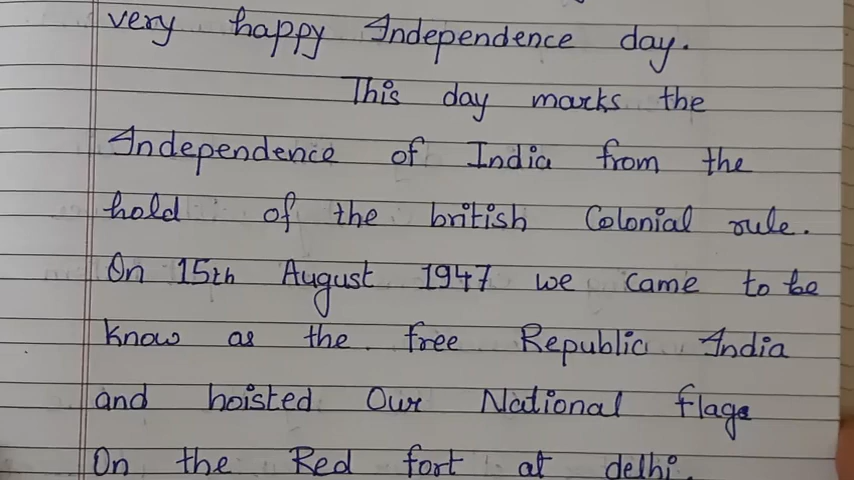 very happy Independence day.
This day marks the
Independence of India from the
hold of the british Colonial rule.
On 15th August 1947 we came to be
know as the free Republic India
and hoisted Our National flag
On the Red fort at delhi.